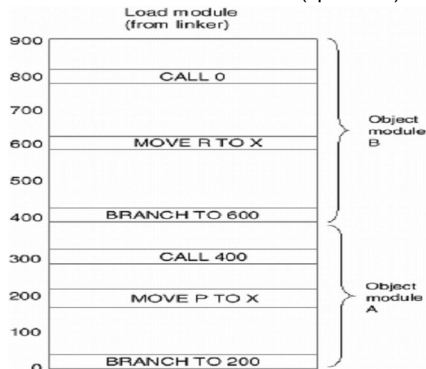 Load module
(from linker)
900
800
CALL 0
700
600
MOVE R TO X
500
400
BRANCH TO 600
Object
module
B
300
CALL 400
200
MOVE P TO X
100
0
BRANCH TO 200
Object
module
A